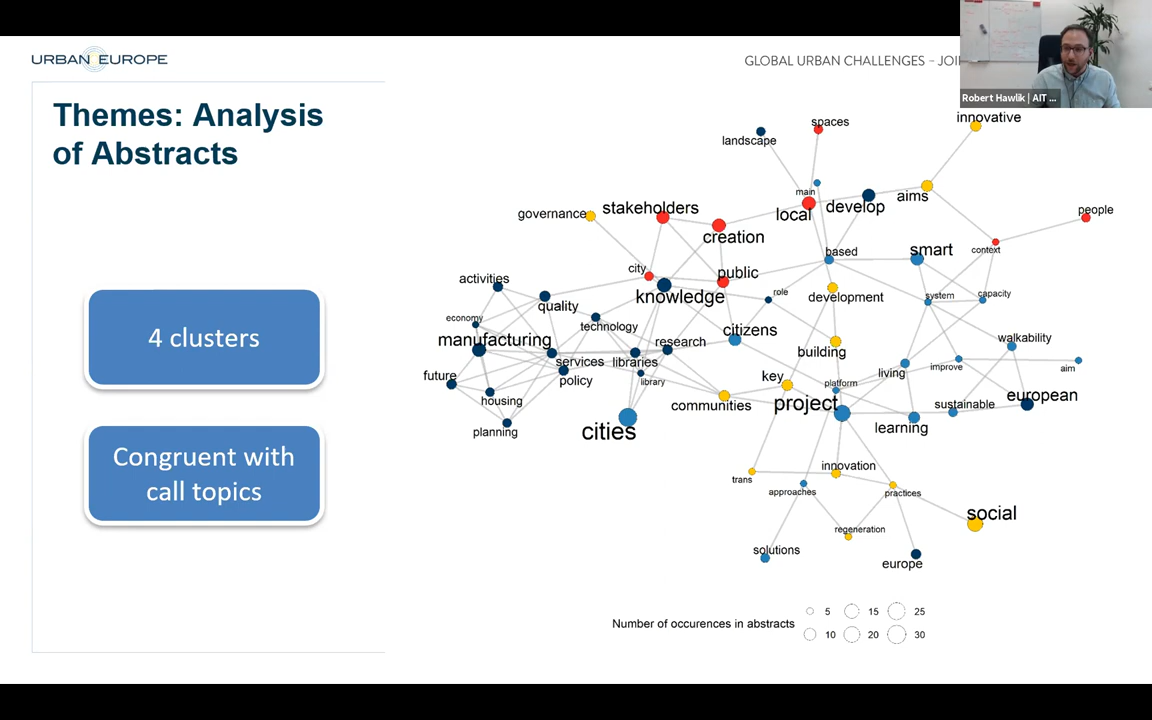 URBAN EUROPE
GLOBAL URBAN CHALLENGES – JOI
Robert Hawlik | AIT ...
Themes: Analysis
of Abstracts
4 clusters
Congruent with
call topics
innovative
spaces
landscape
main
aims
people
governance
stakeholders
local
develop
creation
context
based
smart
city
public
activities
knowledge
role
development
system
capacity
quality
economy
technology
citizens
manufacturing
research
building
walkability
services
libraries
future
policy
library
key
platform
living
improve
aim
housing
communities
project
sustainable
european
planning
cities
learning
trans
innovation
approaches
practices
social
regeneration
solutions
europe
Number of occurences in abstracts
5
15
25
10
20
30